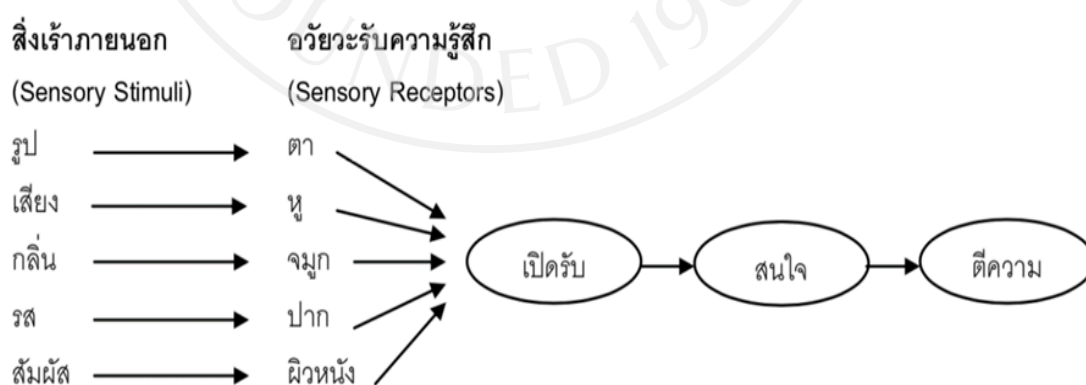 สิ่งเร้าภายนอก อวัยวะรับความรู้สึก
(Sensory Stimuli) (Sensory Receptors)
รูป ตา
เสียง หู
กลิ่น จมูก เปิดรับ สนใจ ตีความ
รส ปาก
สัมผัส ผิวหนัง